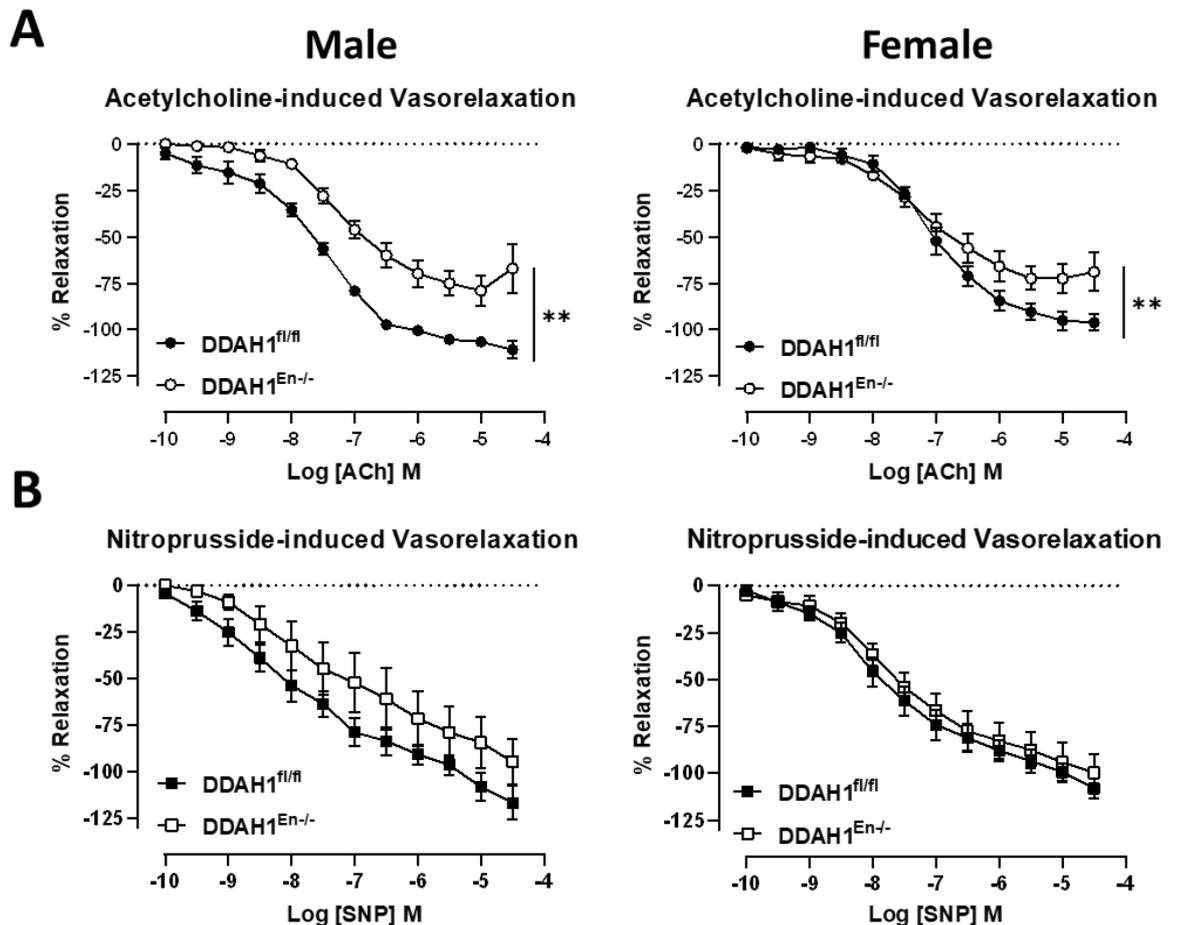 A
Male
Female
Acetylcholine-induced Vasorelaxation
Acetylcholine-induced Vasorelaxation
% Relaxation
0
-25
-50
-75
-100
-125
DDAH1fl/fl
DDAH1En-/-
**
-10 -9 -8 -7 -6 -5 -4
Log [ACh] M
% Relaxation
0
-25
-50
-75
-100
-125
DDAH1fl/fl
DDAH1En-/-
**
-10 -9 -8 -7 -6 -5 -4
Log [ACh] M
B
Nitroprusside-induced Vasorelaxation
Nitroprusside-induced Vasorelaxation
% Relaxation
0
-25
-50
-75
-100
-125
DDAH1fl/fl
DDAH1En-/-
-10 -9 -8 -7 -6 -5 -4
Log [SNP] M
% Relaxation
0
-25
-50
-75
-100
-125
DDAH1fl/fl
DDAH1En-/-
-10 -9 -8 -7 -6 -5 -4
Log [SNP] M